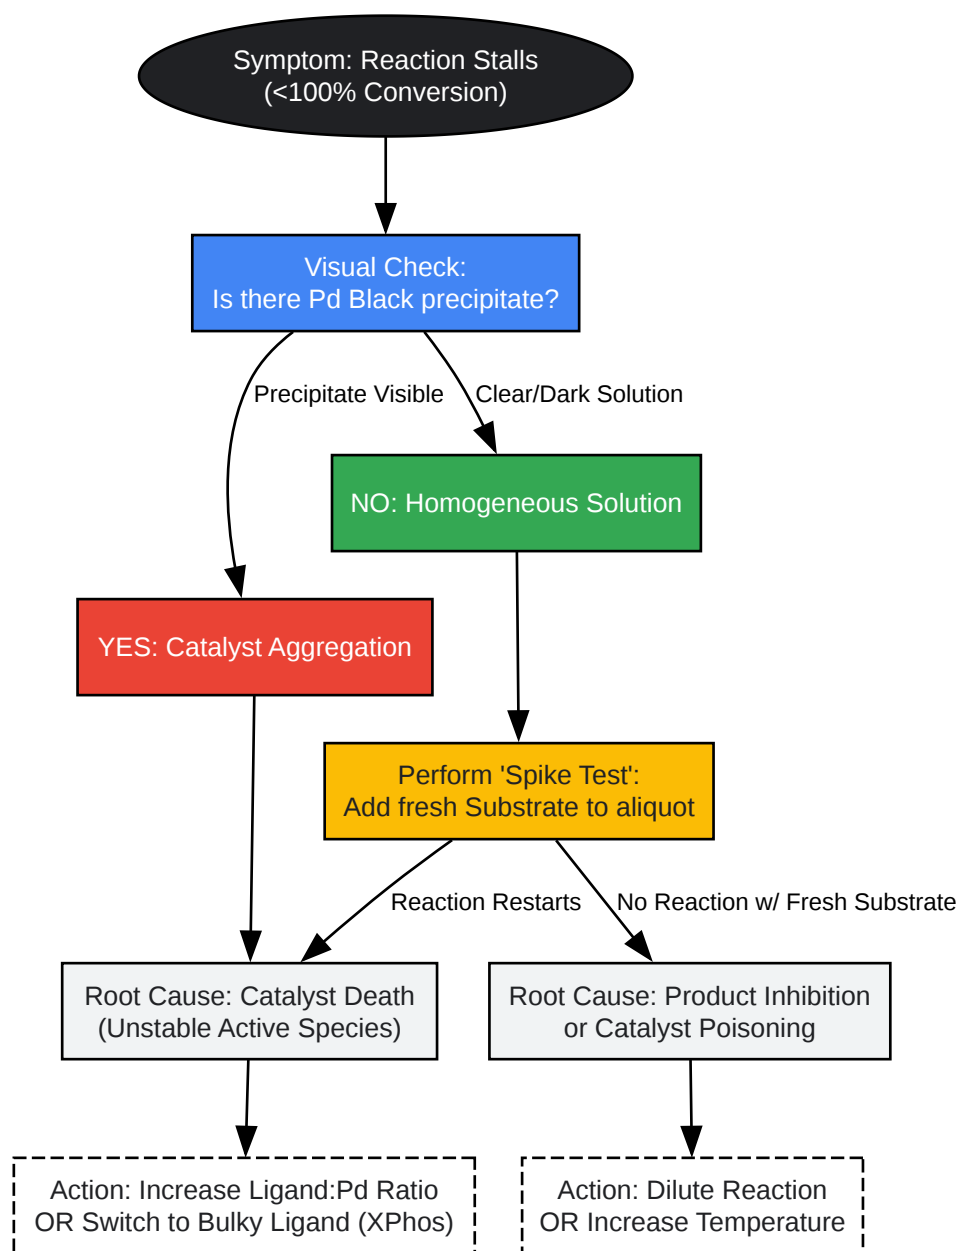 Symptom: Reaction Stalls
(<100% Conversion)
Visual Check:
Is there Pd Black precipitate?
Precipitate Visible
Clear/Dark Solution
NO: Homogeneous Solution
YES: Catalyst Aggregation
Perform 'Spike Test':
Add fresh Substrate to aliquot
Reaction Restarts
No Reaction w/ Fresh Substrate
Root Cause: Catalyst Death
(Unstable Active Species)
Root Cause: Product Inhibition
or Catalyst Poisoning
Action: Increase Ligand:Pd Ratio
OR Switch to Bulky Ligand (XPhos)
Action: Dilute Reaction
OR Increase Temperature